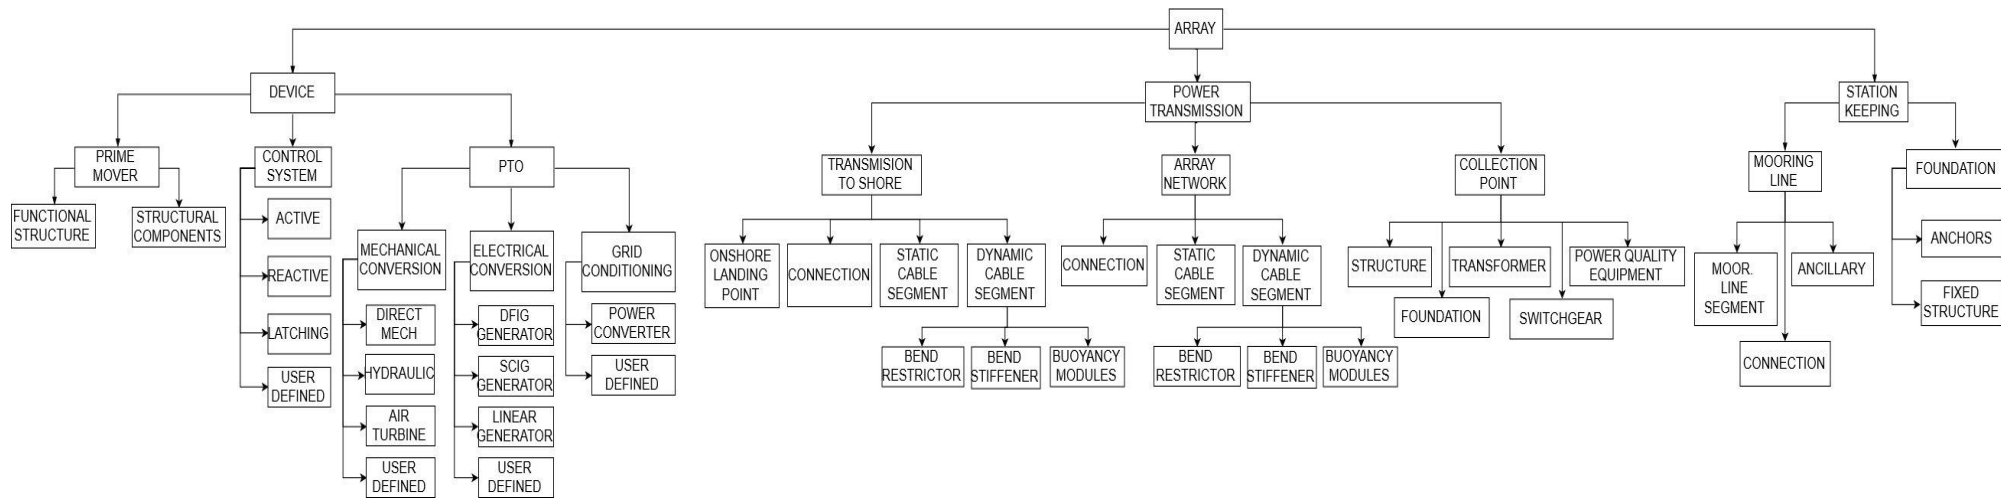 ARRAY
DEVICE
POWER
TRANSMISSION
STATION
KEEPING
PRIME
MOVER
CONTROL
SYSTEM
PTO
TRANSMISION
TO SHORE
ARRAY
NETWORK
COLLECTION
POINT
MOORING
LINE
FOUNDATION
FUNCTIONAL
STRUCTURE
STRUCTURAL
COMPONENTS
ACTIVE
REACTIVE
LATCHING
USER
DEFINED
MECHANICAL
CONVERSION
DIRECT
MECH
HYDRAULIC
AIR
TURBINE
USER
DEFINED
ELECTRICAL
CONVERSION
DFIG
GENERATOR
SCIG
GENERATOR
LINEAR
GENERATOR
USER
DEFINED
GRID
CONDITIONING
POWER
CONVERTER
USER
DEFINED
ONSHORE
LANDING
POINT
CONNECTION
STATIC
CABLE
SEGMENT
DYNAMIC
CABLE
SEGMENT
BEND
RESTRICTOR
BEND
STIFFENER
BUOYANCY
MODULES
CONNECTION
STATIC
CABLE
SEGMENT
DYNAMIC
CABLE
SEGMENT
BEND
RESTRICTOR
BEND
STIFFENER
BUOYANCY
MODULES
STRUCTURE
TRANSFORMER
POWER QUALITY
EQUIPMENT
FOUNDATION
SWITCHGEAR
MOOR.
LINE
SEGMENT
ANCILLARY
CONNECTION
ANCHORS
FIXED
STRUCTURE